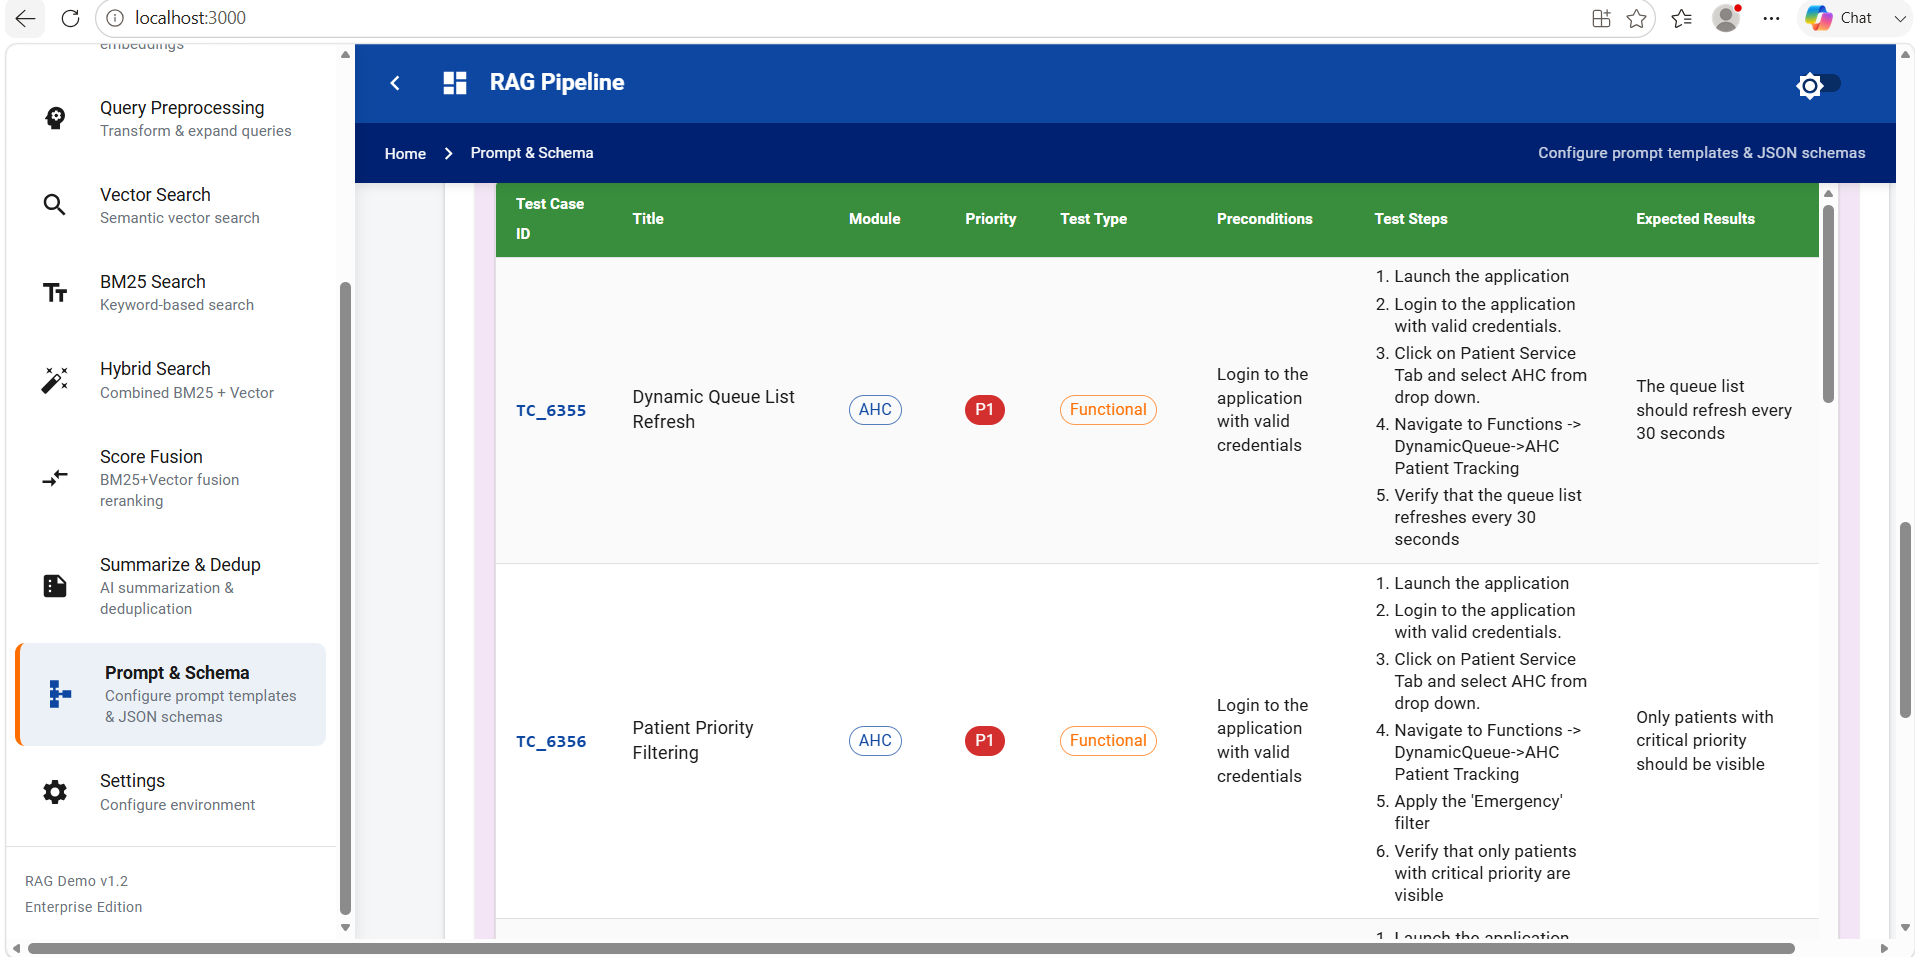 localhost:3000
Chat
embeddings
Query Preprocessing
Transform & expand queries
Vector Search
Semantic vector search
BM25 Search
Keyword-based search
Hybrid Search
Combined BM25 + Vector
Score Fusion
BM25+Vector fusion
reranking
Summarize & Dedup
AI summarization &
deduplication
Prompt & Schema
Configure prompt templates
& JSON schemas
Settings
Configure environment
RAG Demo v1.2
Enterprise Edition
RAG Pipeline
Home
Prompt & Schema
Configure prompt templates & JSON schemas
Test Case
ID
Title
Module
Priority
Test Type
Preconditions
Test Steps
Expected Results
TC_6355
Dynamic Queue List
Refresh
AHC
P1
Functional
Login to the
application
with valid
credentials
1. Launch the application
2. Login to the application
with valid credentials.
3. Click on Patient Service
Tab and select AHC from
drop down.
4. Navigate to Functions ->
DynamicQueue->AHC
Patient Tracking
5. Verify that the queue list
refreshes every 30
seconds
The queue list
should refresh every
30 seconds
TC_6356
Patient Priority
Filtering
AHC
P1
Functional
Login to the
application
with valid
credentials
1. Launch the application
2. Login to the application
with valid credentials.
3. Click on Patient Service
Tab and select AHC from
drop down.
4. Navigate to Functions ->
DynamicQueue->AHC
Patient Tracking
5. Apply the 'Emergency'
filter
6. Verify that only patients
with critical priority are
visible
Only patients with
critical priority
should be visible
1. Launch the application